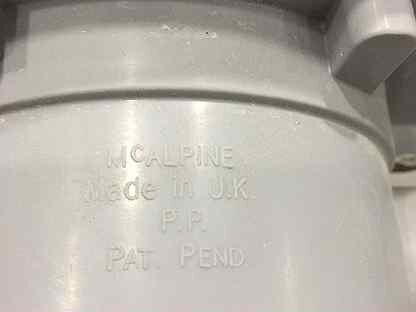 McALPINE
Made in U.K.
P.P.
PAT. PEND.